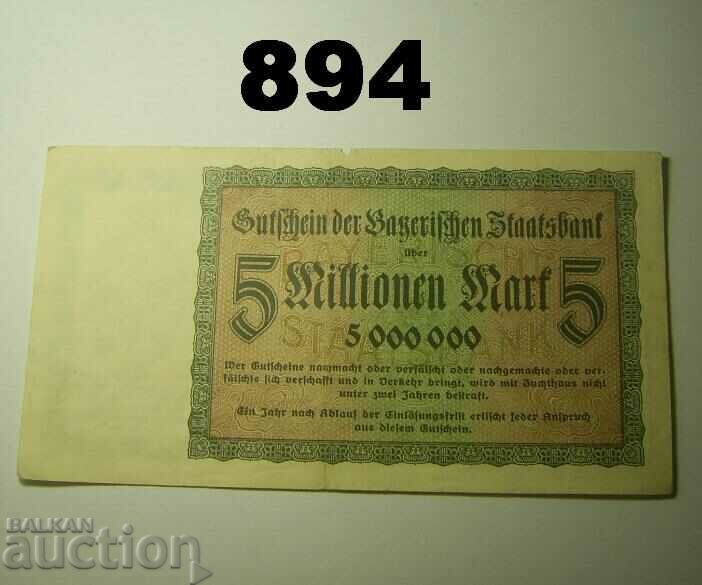 894
Gutschein der Bayerischen Staatsbank
über
BAYERISCHE
5 Millionen Mark 5
STAATSBANK
5 000 000
Wer Gutscheine nachmacht oder verfälscht oder nachgemachte oder ver-
fälschte sich verschafft und in Verkehr bringt, wird mit Zuchthaus nicht
unter zwei Jahren bestraft.
Ein Jahr nach Ablauf der Einlösungsfrist erlischt jeder Anspruch
aus diesem Gutschein.
BALKAN
auction